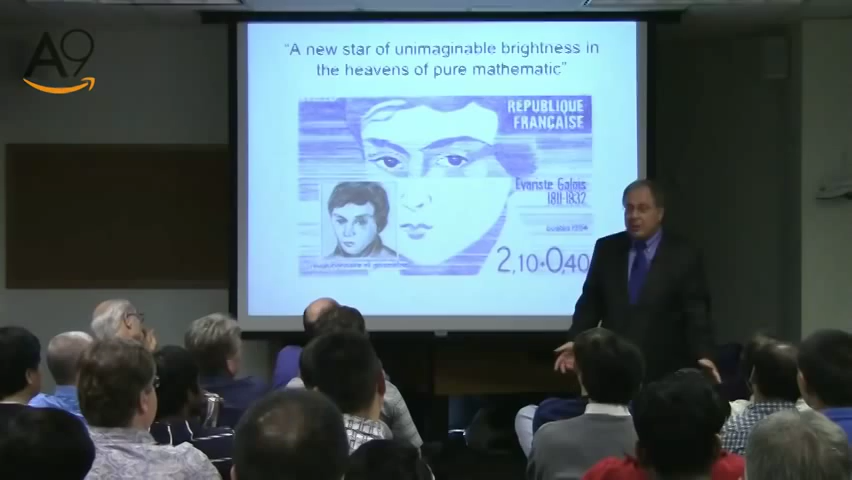 A9
"A new star of unimaginable brightness in
the heavens of pure mathematic"
RÉPUBLIQUE
FRANÇAISE
Evariste Galois
1811-1832
2,10+0,40